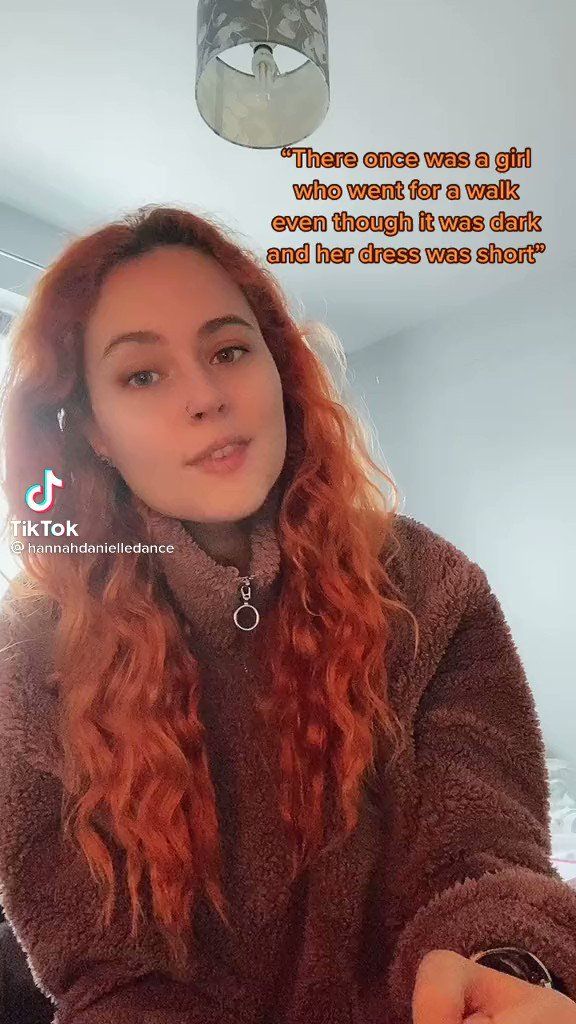 “There once was a girl
who went for a walk
even though it was dark
and her dress was short”
TikTok
@hannahdanielledance